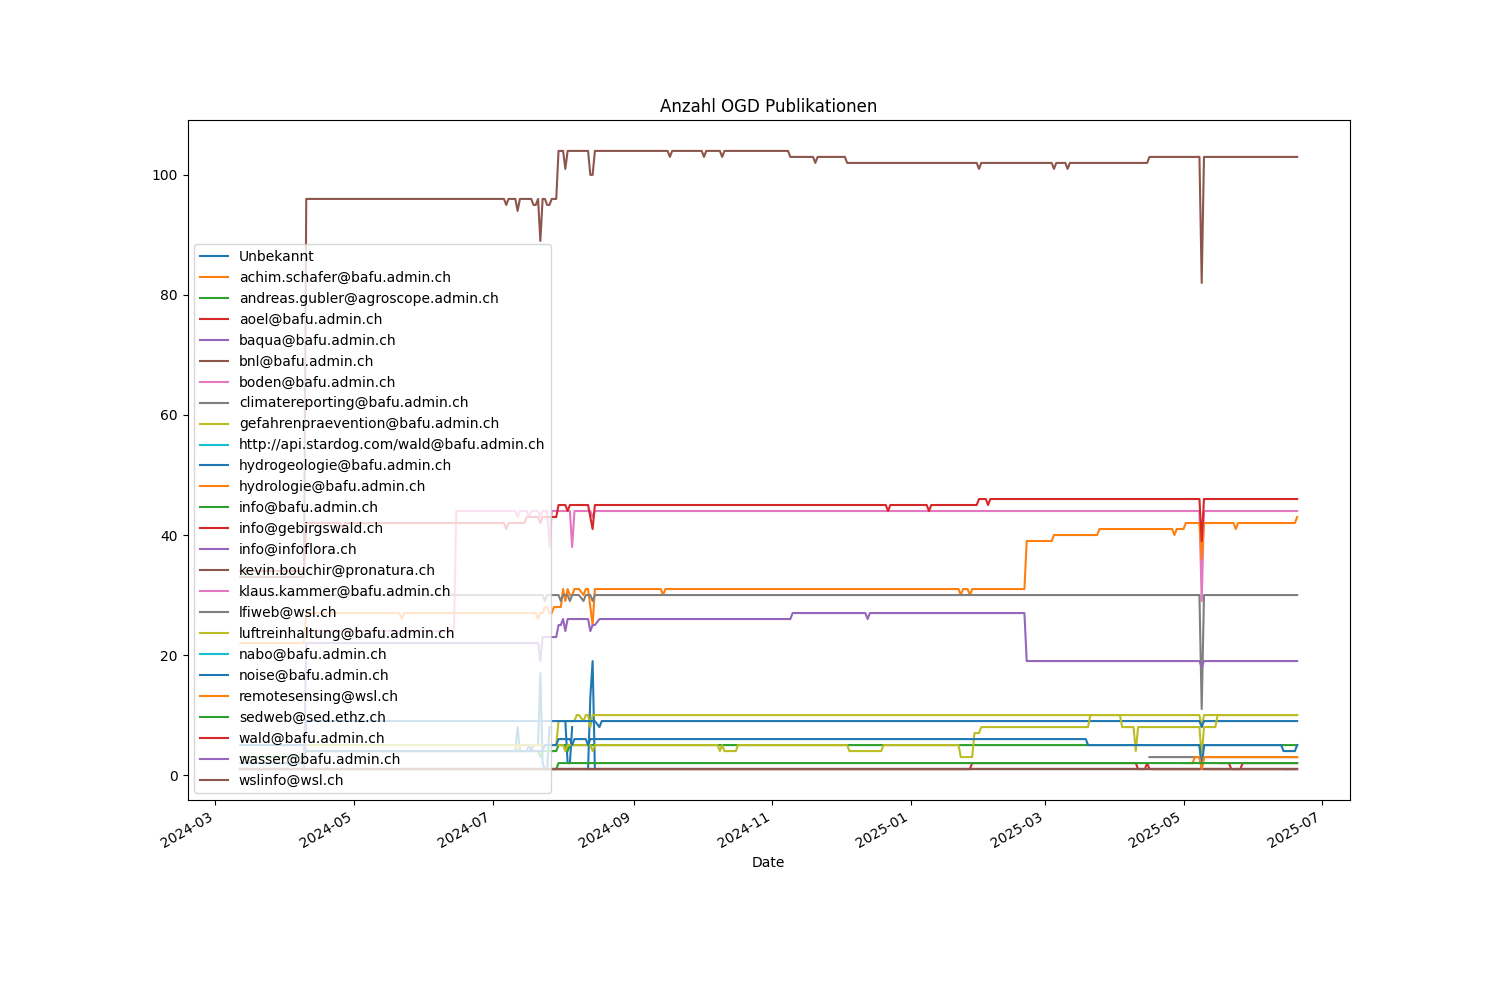 Anzahl OGD Publikationen
100
80
60
40
20
0
Unbekannt
achim.schafer@bafu.admin.ch
andreas.gubler@agroscope.admin.ch
aoel@bafu.admin.ch
baqua@bafu.admin.ch
bnl@bafu.admin.ch
boden@bafu.admin.ch
climatereporting@bafu.admin.ch
gefahrenpraevention@bafu.admin.ch
http://api.stardog.com/wald@bafu.admin.ch
hydrogeologie@bafu.admin.ch
hydrologie@bafu.admin.ch
info@bafu.admin.ch
info@gebirgswald.ch
info@infoflora.ch
kevin.bouchir@pronatura.ch
klaus.kammer@bafu.admin.ch
lfiweb@wsl.ch
luftreinhaltung@bafu.admin.ch
nabo@bafu.admin.ch
noise@bafu.admin.ch
remotesensing@wsl.ch
sedweb@sed.ethz.ch
wald@bafu.admin.ch
wasser@bafu.admin.ch
wslinfo@wsl.ch
2024-03
2024-05
2024-07
2024-09
2024-11
2025-01
2025-03
2025-05
2025-07
Date